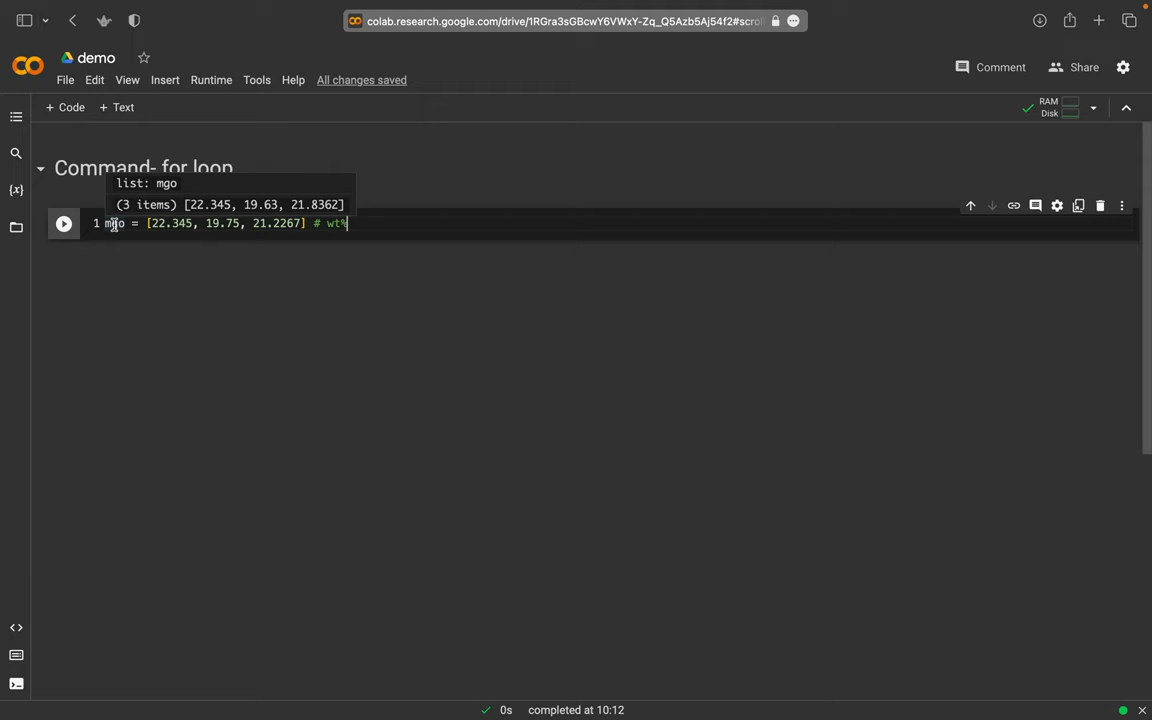 colab.research.google.com/drive/1RGra3sGBcwY6VWxY-Zq_Q5Azb5Aj54f2#scrol
demo
File Edit View Insert Runtime Tools Help All changes saved
Comment Share
+ Code + Text
RAM
Disk
Command- for loop
list: mgo
(3 items) [22.345, 19.63, 21.8362]
1 mgo = [22.345, 19.75, 21.2267] # wt%
0s completed at 10:12